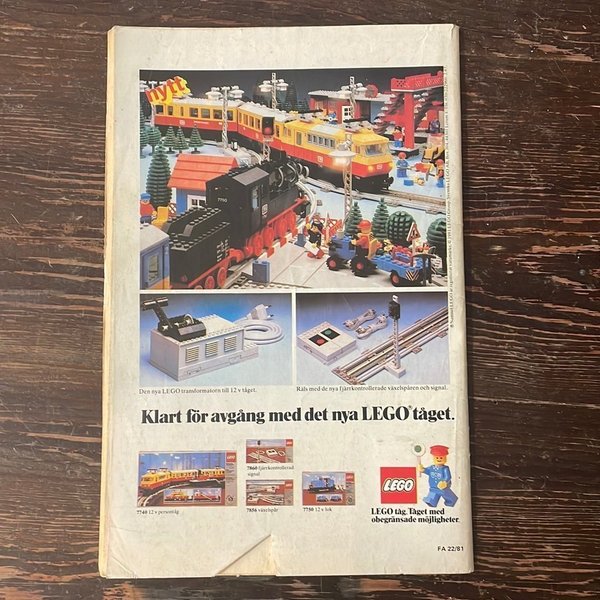 nytt
7750
Den nya LEGO transformatorn till 12 v tåget.
Räls med de nya fjärrkontrollerade växelspåren och signal.
Klart för avgång med det nya LEGO® tåget.
LEGO
7740 12 v persontåg
7860 fjärrkontrollerad
signal
7856 växelspår
7750 12 v lok
LEGO
LEGO tåg. Tåget med
obegränsade möjligheter.
FA 22/81